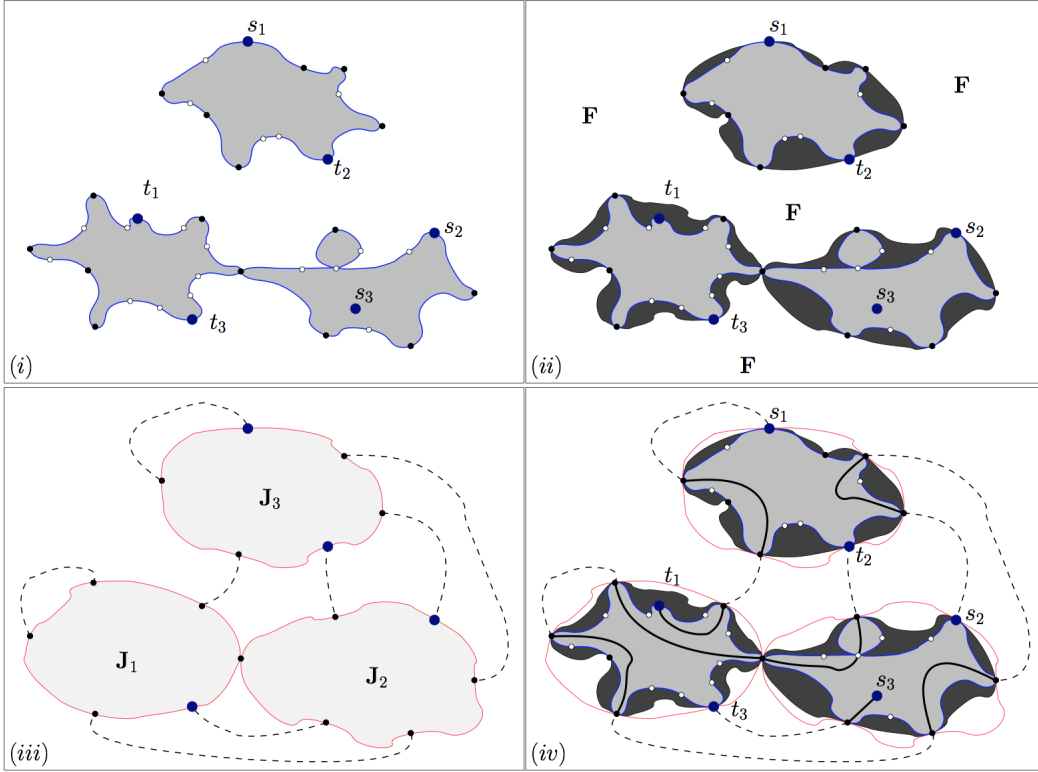 s₁
t₂
t₁
s₂
s₃
t₃
(i)
s₁
F
F
t₂
t₁
F
s₂
s₃
t₃
F
(ii)
J₃
J₁
J₂
(iii)
s₁
t₂
t₁
s₂
s₃
t₃
(iv)